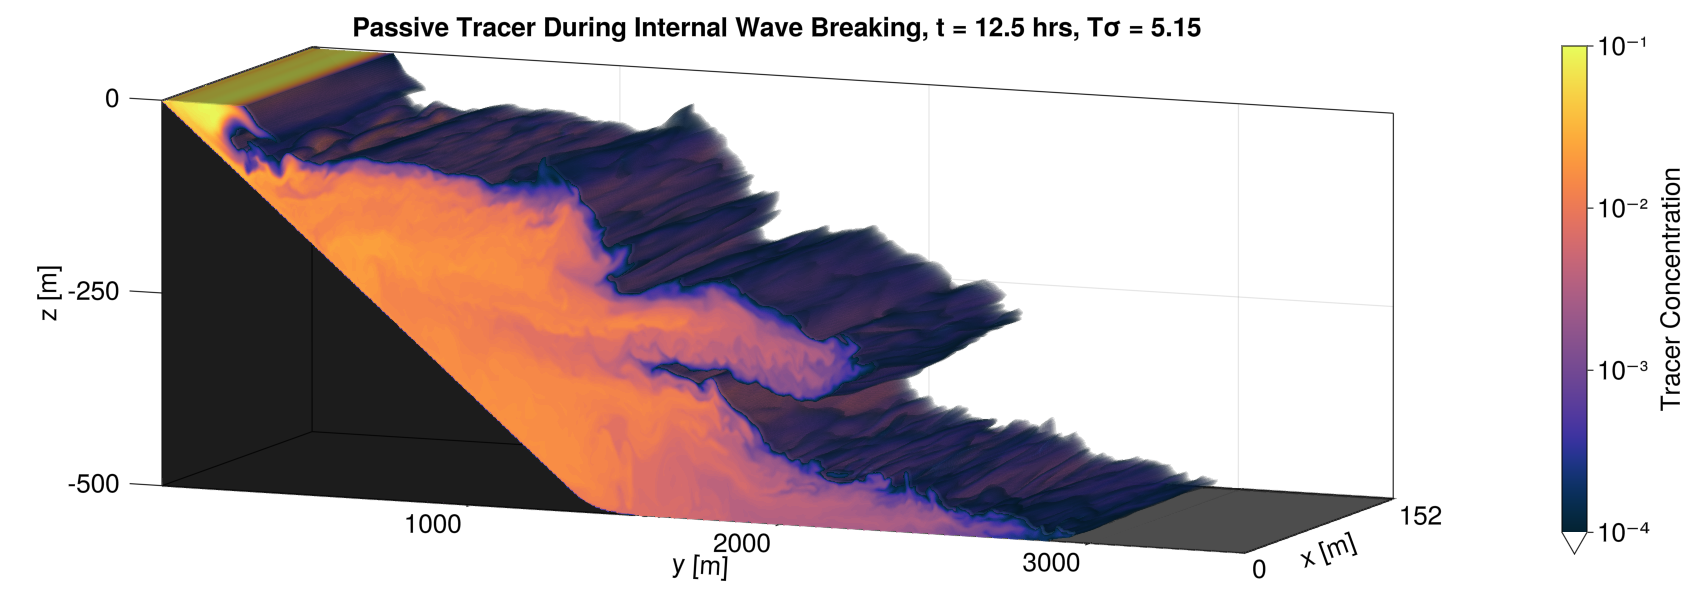 Passive Tracer During Internal Wave Breaking, t = 12.5 hrs, Tσ = 5.15
0
-250
-500
z [m]
1000
2000
3000
y [m]
0
152
x [m]
10⁻¹
10⁻²
10⁻³
10⁻⁴
Tracer Concentration